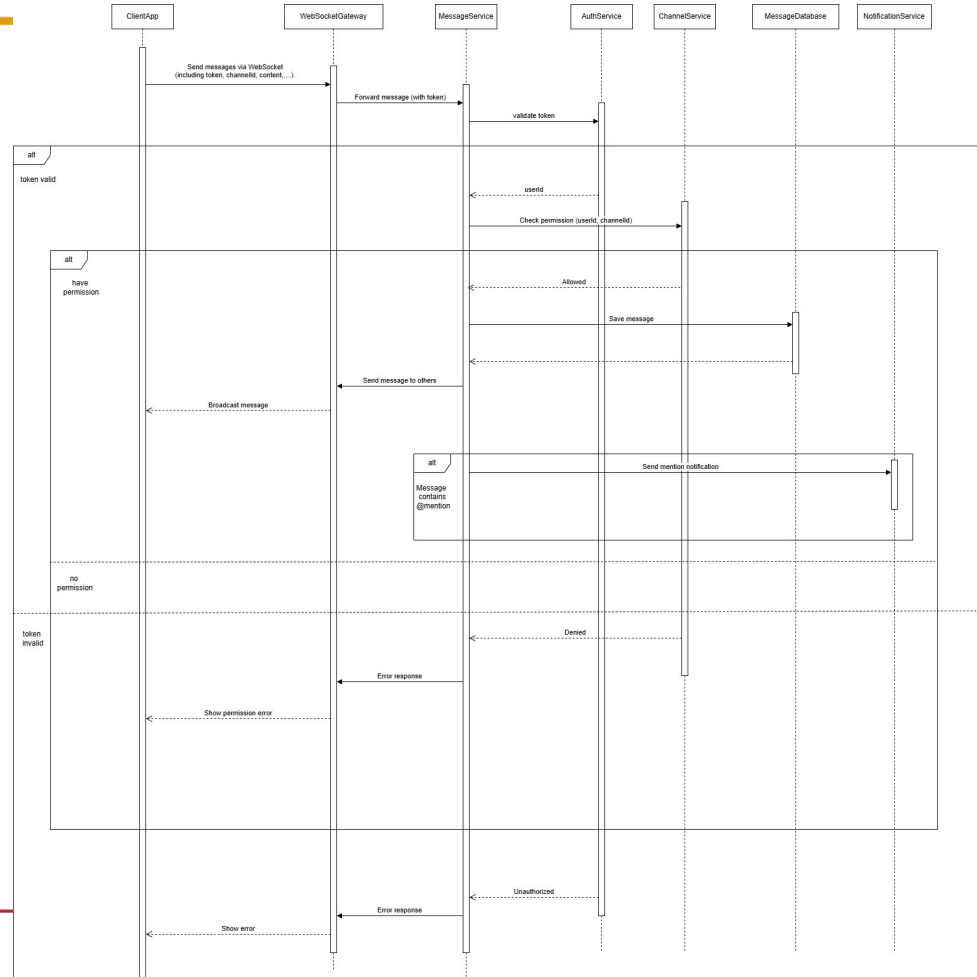 ClientApp
WebSocketGateway
MessageService
AuthService
ChannelService
MessageDatabase
NotificationService
Send messages via WebSocket
(including token, channelId, content,,...).
Forward message (with token)
validate token
alt
token valid
userId
Check permission (userId, channelId)
alt
have
permission
Allowed
Save message
Send message to others
Broadcast message
alt
Send mention notification
Message
contains
@mention
no
permission
token
invalid
Denied
Error response
Show permission error
Unauthorized
Error response
Show error